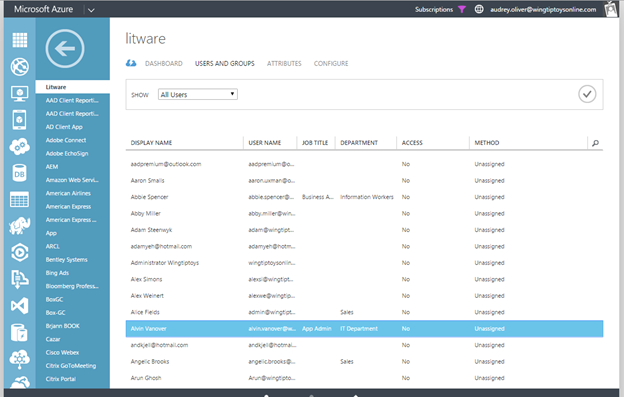 Microsoft Azure
Subscriptions audrey.oliver@wingtiptoysonline.com
litware
DASHBOARD USERS AND GROUPS ATTRIBUTES CONFIGURE
SHOW All Users
Litware
AAD Client Reporti...
AAD Client Reporti...
AD Client App
Adobe Connect
Adobe EchoSign
AEM
Amazon Web Servi...
American Airlines
American Express
American Express ...
App
ARCL
Bentley Systems
Bing Ads
Bloomberg Profess...
BoxGC
Box-GC
Brjann BOOK
Cazar
Cisco Webex
Citrix GoToMeeting
Citrix Portal
DB
DISPLAY NAME USER NAME JOB TITLE DEPARTMENT ACCESS METHOD
aadpremium@outlook.com aadpremium@o... No Unassigned
Aaron Smalls aaron.uxman@o... No Unassigned
Abbie Spencer abbie.spencer@... Business A... Information Workers No Unassigned
Abby Miller abby.miller@win... No Unassigned
Adam Steenwyk adam@wingtipt... No Unassigned
adamyeh@hotmail.com adamyeh@hotm... No Unassigned
Administrator Wingtiptoys wingtiptoysonlin... No Unassigned
Alex Simons alexsi@wingtipt... No Unassigned
Alex Weinert alexwe@wingtipt... No Unassigned
Alice Fields admin@wingtipt... Sales No Unassigned
Alvin Vanover alvin.vanover@w... App Admin IT Department No Unassigned
andkjell@hotmail.com andkjell@hotmai... No Unassigned
Angelic Brooks angelic.brooks@... Sales No Unassigned
Arun Ghosh Arun@wingtiptoy... No Unassigned